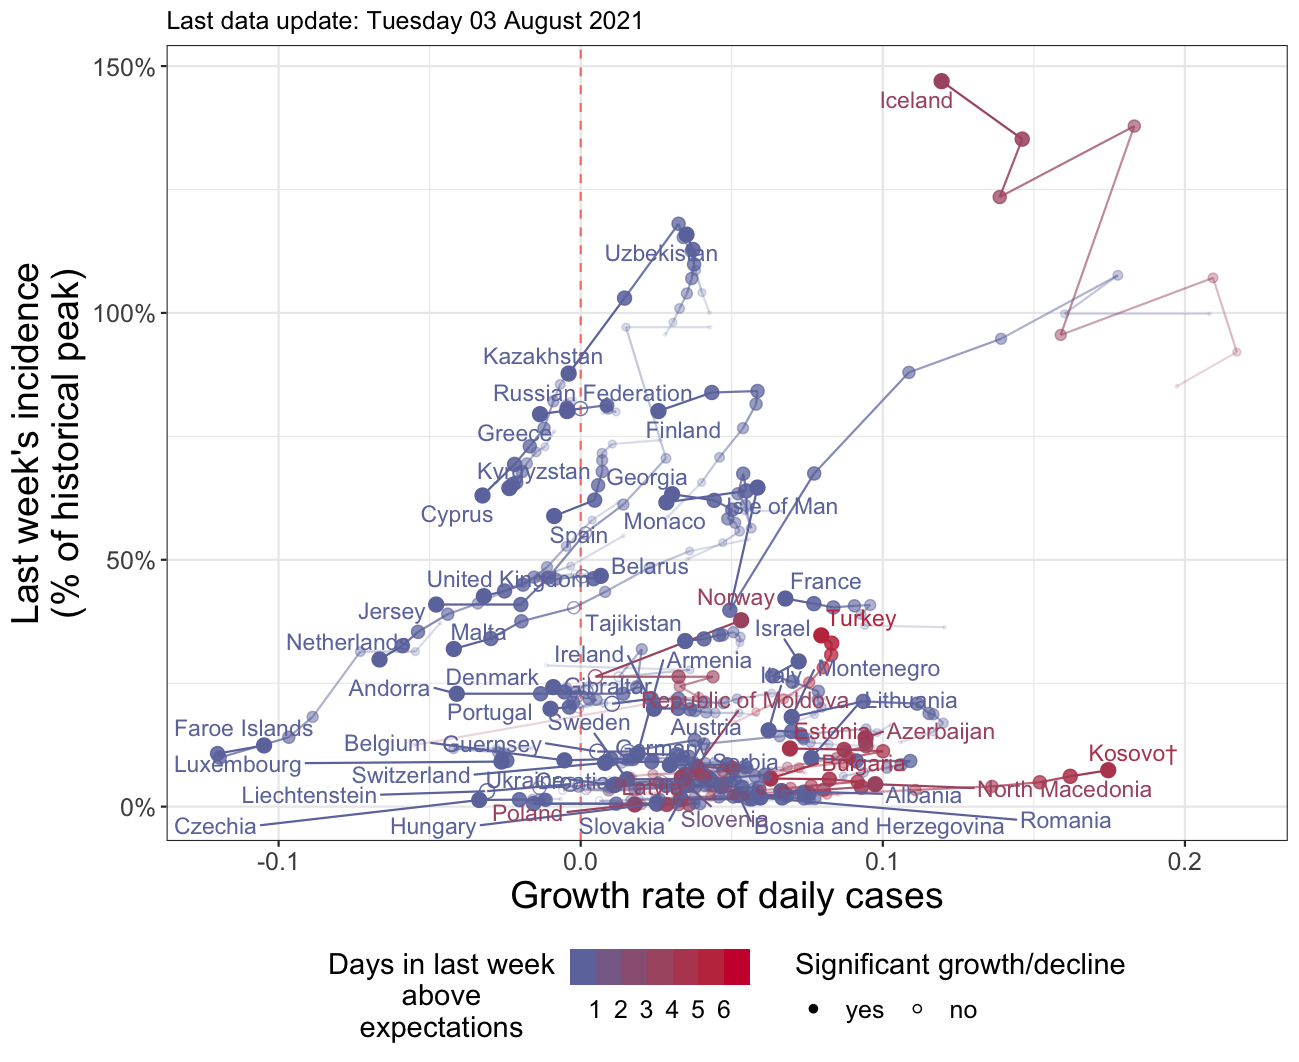 Last data update: Tuesday 03 August 2021
Last week's incidence
(% of historical peak)
150%
100%
50%
0%
Iceland
Uzbekistan
Kazakhstan
Russian Federation
Greece
Finland
Kyrgyzstan
Georgia
Cyprus
Monaco
Isle of Man
Spain
Belarus
United Kingdom
France
Jersey
Norway
Turkey
Netherlands
Malta
Tajikistan
Israel
Ireland
Armenia
Andorra
Denmark
Gibraltar
Italy
Montenegro
Portugal
Republic of Moldova
Lithuania
Faroe Islands
Sweden
Austria
Estonia
Azerbaijan
Belgium
Guernsey
Germany
Kosovo†
Luxembourg
Switzerland
Serbia
Bulgaria
Ukraine
Croatia
Liechtenstein
Latvia
Albania
North Macedonia
Poland
Czechia
Hungary
Slovakia
Slovenia
Bosnia and Herzegovina
Romania
-0.1
0.0
0.1
0.2
Growth rate of daily cases
Days in last week
above
expectations
1 2 3 4 5 6
Significant growth/decline
yes
no